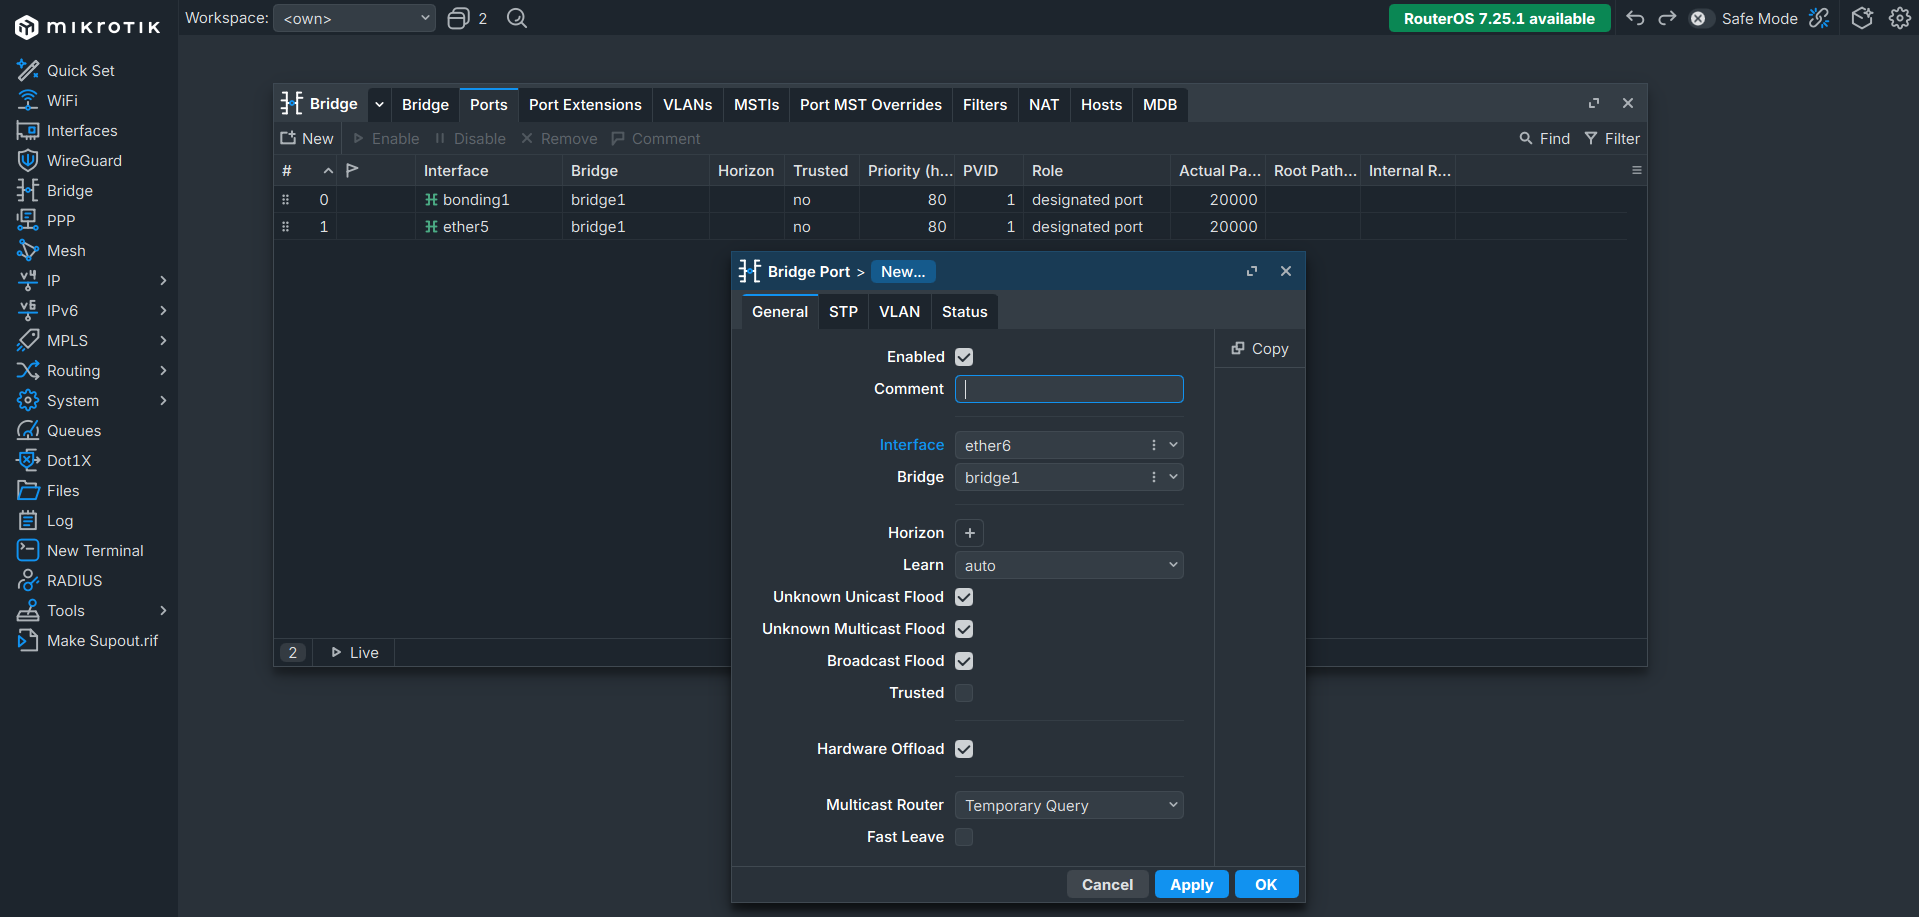 mikrotik
Workspace: <own> 2 RouterOS 7.25.1 available Safe Mode
Quick Set
WiFi
Interfaces
WireGuard
Bridge
PPP
Mesh
IP
IPv6
MPLS
Routing
System
Queues
Dot1X
Files
Log
New Terminal
RADIUS
Tools
Make Supout.rif
Bridge Bridge Ports Port Extensions VLANs MSTIs Port MST Overrides Filters NAT Hosts MDB
New Enable Disable Remove Comment Find Filter
# Interface Bridge Horizon Trusted Priority (h... PVID Role Actual Pa... Root Path... Internal R...
0 bonding1 bridge1 no 80 1 designated port 20000
1 ether5 bridge1 no 80 1 designated port 20000
2 Live
Bridge Port > New...
General STP VLAN Status
Copy
Enabled
Comment
Interface ether6
Bridge bridge1
Horizon
Learn auto
Unknown Unicast Flood
Unknown Multicast Flood
Broadcast Flood
Trusted
Hardware Offload
Multicast Router Temporary Query
Fast Leave
Cancel Apply OK